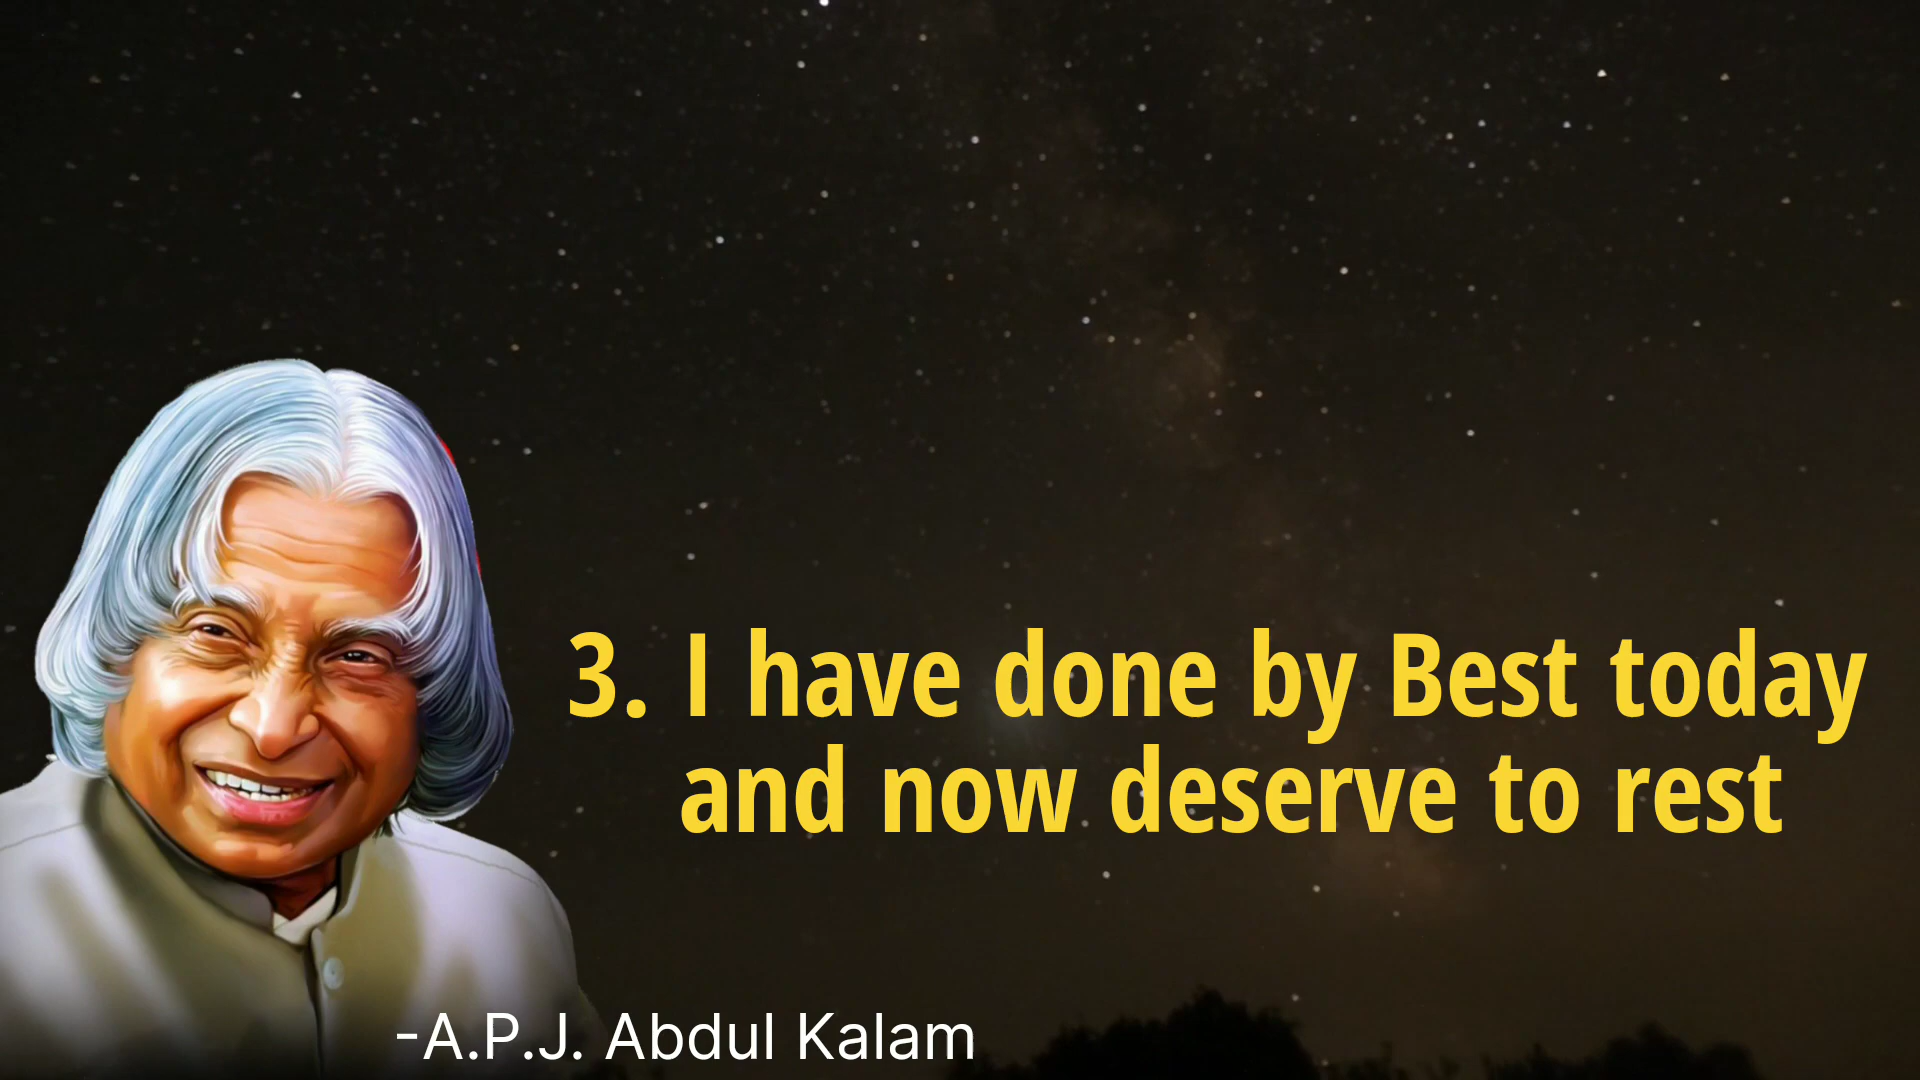 3. I have done by Best today
and now deserve to rest
-A.P.J. Abdul Kalam